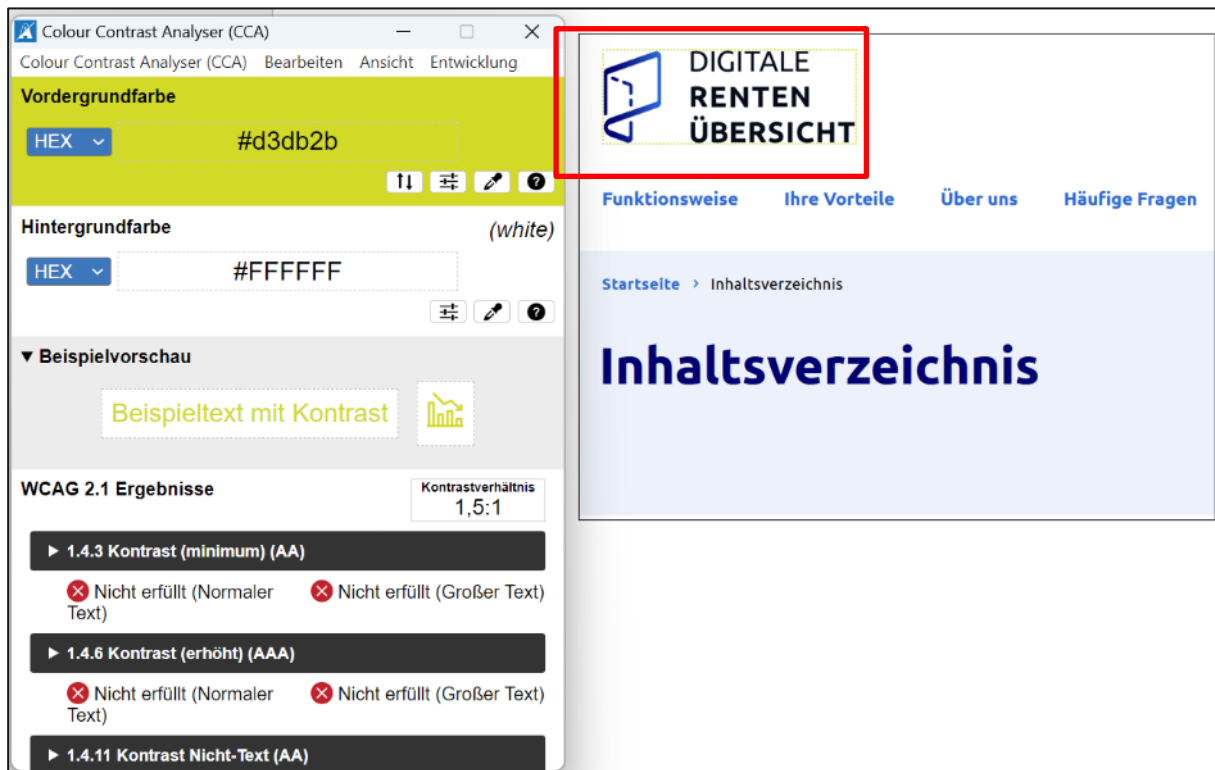 Colour Contrast Analyser (CCA)
Colour Contrast Analyser (CCA) Bearbeiten Ansicht Entwicklung
Vordergrundfarbe
HEX #d3db2b
Hintergrundfarbe (white)
HEX #FFFFFF
▼ Beispielvorschau
Beispieltext mit Kontrast
WCAG 2.1 Ergebnisse
Kontrastverhältnis
1,5:1
▶ 1.4.3 Kontrast (minimum) (AA)
Nicht erfüllt (Normaler
Text)
Nicht erfüllt (Großer Text)
▶ 1.4.6 Kontrast (erhöht) (AAA)
Nicht erfüllt (Normaler
Text)
Nicht erfüllt (Großer Text)
▶ 1.4.11 Kontrast Nicht-Text (AA)
DIGITALE
RENTEN
ÜBERSICHT
Funktionsweise Ihre Vorteile Über uns Häufige Fragen
Startseite > Inhaltsverzeichnis
Inhaltsverzeichnis